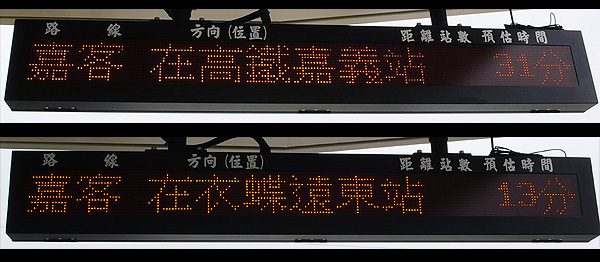 路線 方向(位置) 距離站數 預估時間
嘉客 在高鐵嘉義站 31分
路線 方向(位置) 距離站數 預估時間
嘉客 在衣蝶遠東站 13分